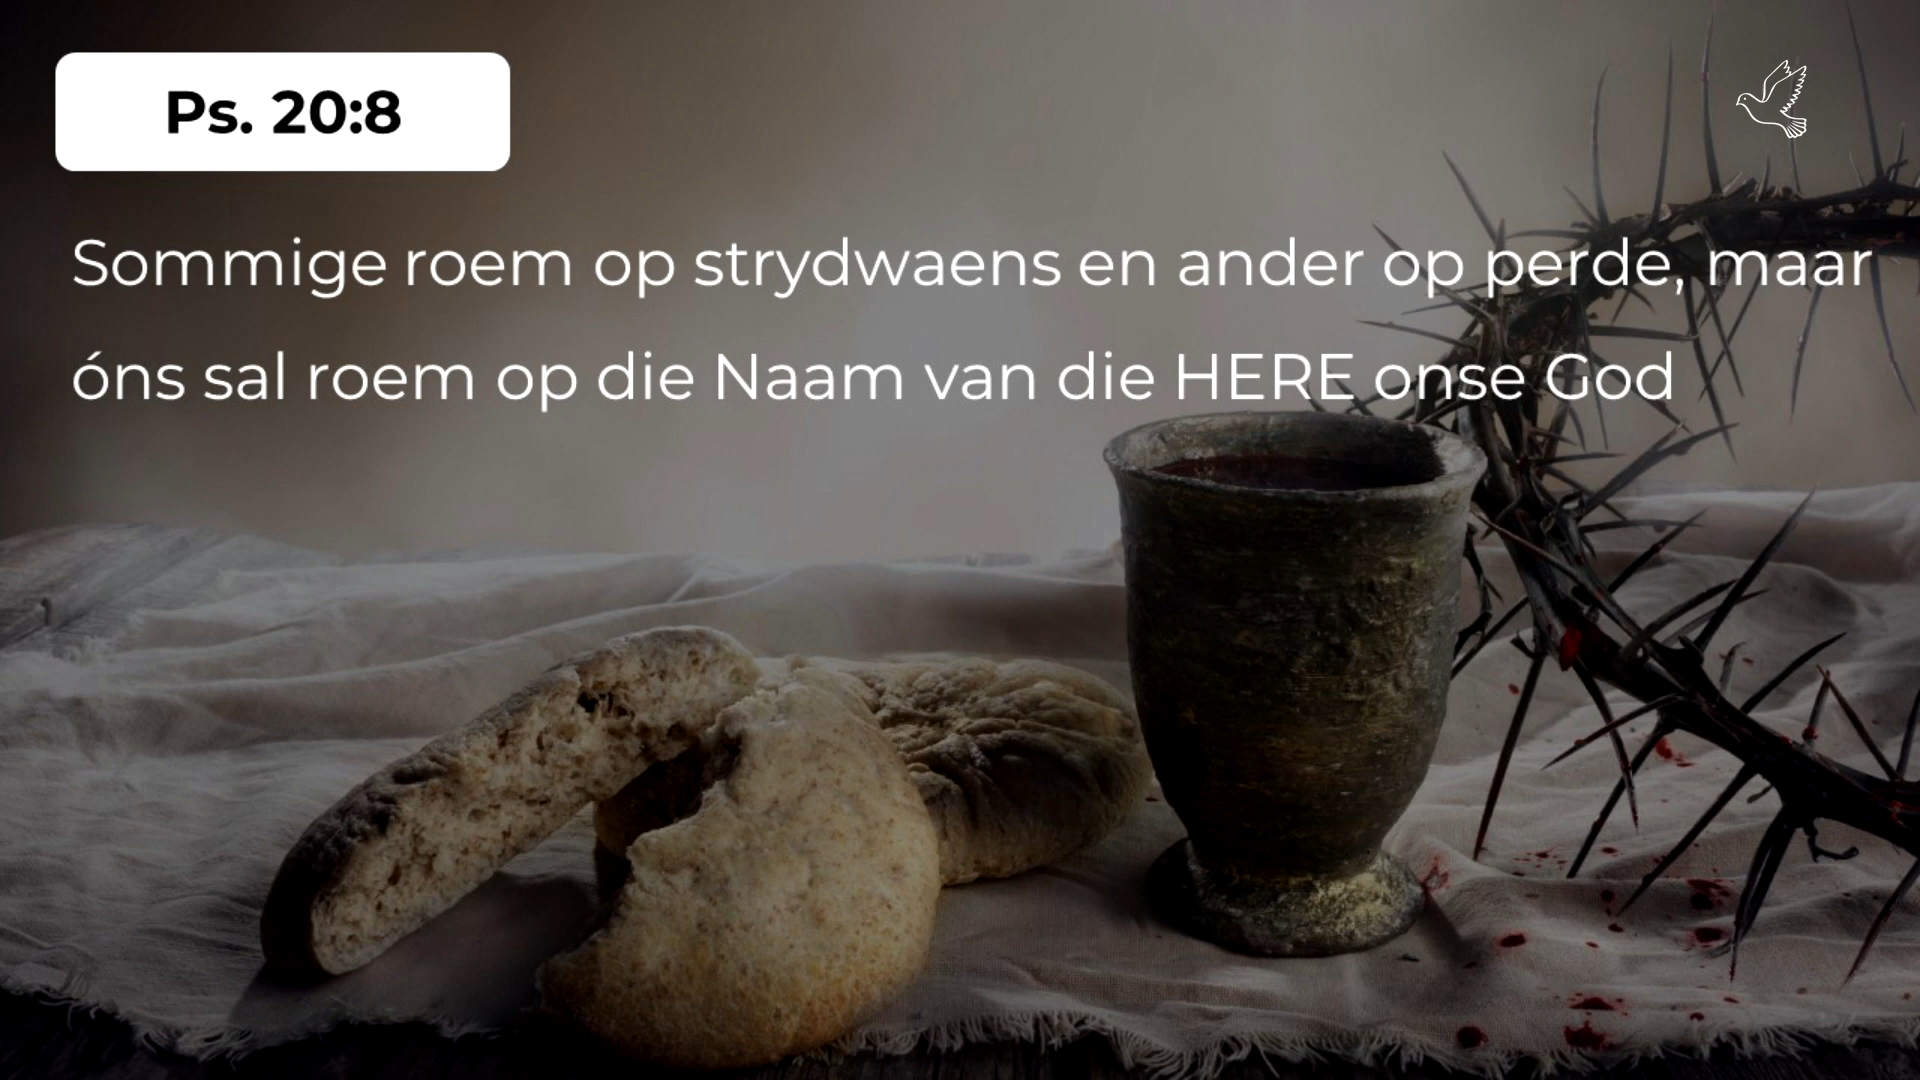 Ps. 20:8
Sommige roem op strydwaens en ander op perde, maar
óns sal roem op die Naam van die HERE onse God